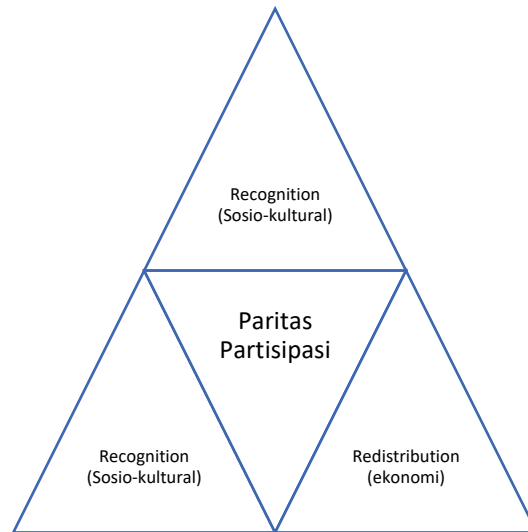 Recognition
(Sosio-kultural)
Paritas
Partisipasi
Recognition
(Sosio-kultural)
Redistribution
(ekonomi)